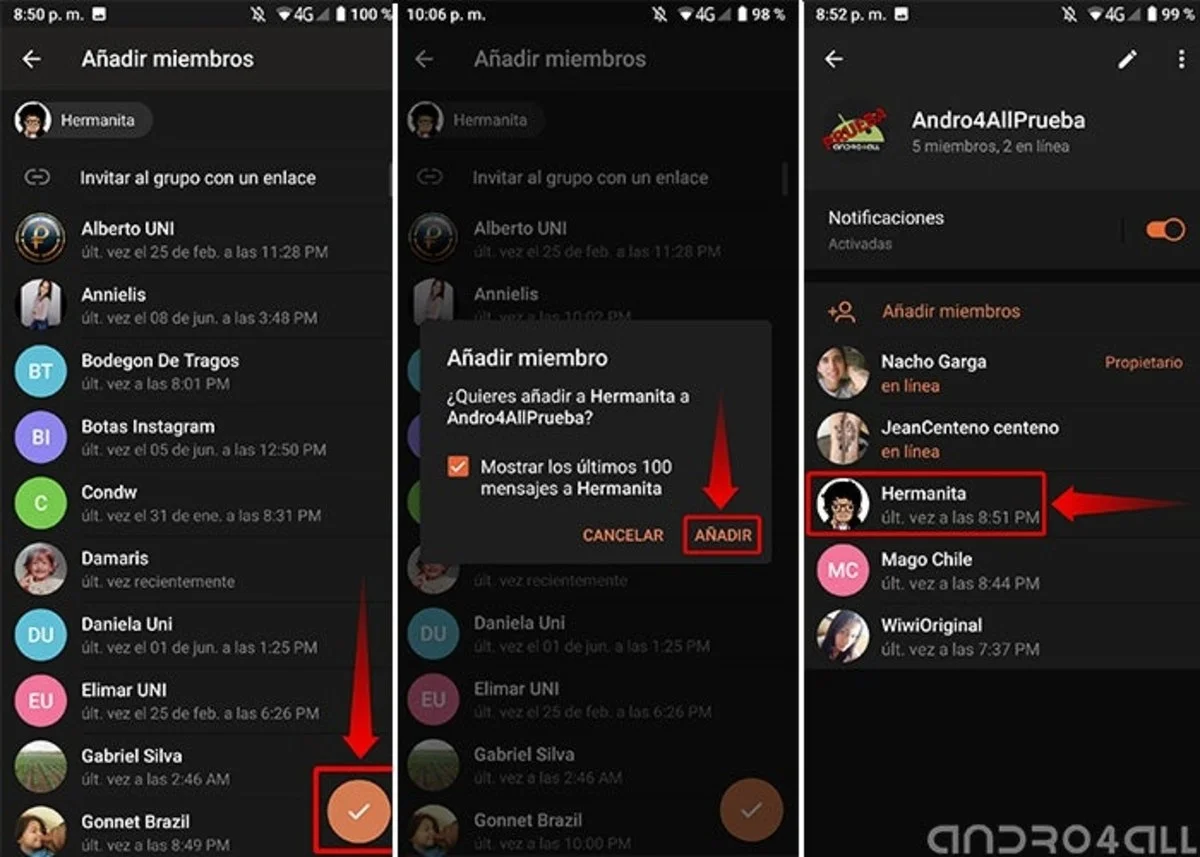 8:50 p. m.
4G
100 %
Añadir miembros
Hermanita
Invitar al grupo con un enlace
Alberto UNI
últ. vez el 25 de feb. a las 11:28 PM
Annielis
últ. vez el 08 de jun. a las 3:48 PM
BT
Bodegon De Tragos
últ. vez a las 8:01 PM
BI
Botas Instagram
últ. vez el 05 de jun. a las 12:50 PM
C
Condw
últ. vez el 31 de ene. a las 8:31 PM
Damaris
últ. vez recientemente
DU
Daniela Uni
últ. vez el 01 de jun. a las 1:25 PM
EU
Elimar UNI
últ. vez el 25 de feb. a las 6:26 PM
Gabriel Silva
últ. vez a las 2:46 AM
Gonnet Brazil
últ. vez a las 8:49 PM
10:06 p. m.
4G
98 %
Añadir miembros
Hermanita
Invitar al grupo con un enlace
Alberto UNI
últ. vez el 25 de feb. a las 11:28 PM
Annielis
últ. vez a las 10:02 PM
Añadir miembro
¿Quieres añadir a Hermanita a
Andro4AllPrueba?
Mostrar los últimos 100
mensajes a Hermanita
CANCELAR
AÑADIR
últ. vez recientemente
DU
Daniela Uni
últ. vez el 01 de jun. a las 1:25 PM
EU
Elimar UNI
últ. vez el 25 de feb. a las 6:26 PM
Gabriel Silva
últ. vez a las 2:46 AM
Gonnet Brazil
últ. vez a las 10:00 PM
8:52 p. m.
4G
99 %
PRUEBA
ANDRO4ALL
Andro4AllPrueba
5 miembros, 2 en línea
Notificaciones
Activadas
Añadir miembros
Nacho Garga
Propietario
en línea
JeanCenteno centeno
en línea
Hermanita
últ. vez a las 8:51 PM
MC
Mago Chile
últ. vez a las 8:44 PM
WiwiOriginal
últ. vez a las 7:37 PM
ANDRO4ALL